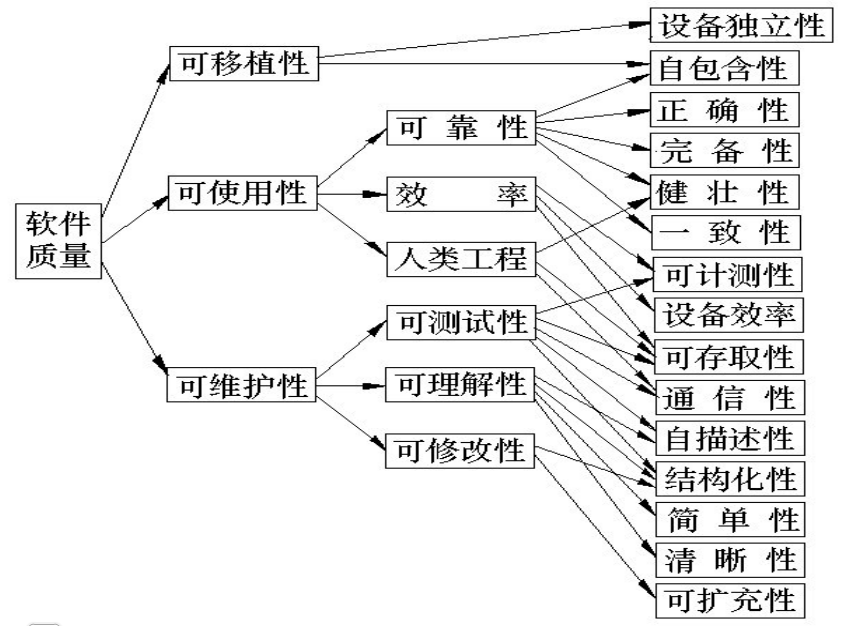 软件
质量
可移植性
可使用性
可维护性
可靠性
效率
人类工程
可测试性
可理解性
可修改性
设备独立性
自包含性
正确性
完备性
健壮性
一致性
可计测性
设备效率
可存取性
通信性
自描述性
结构化性
简单性
清晰性
可扩充性